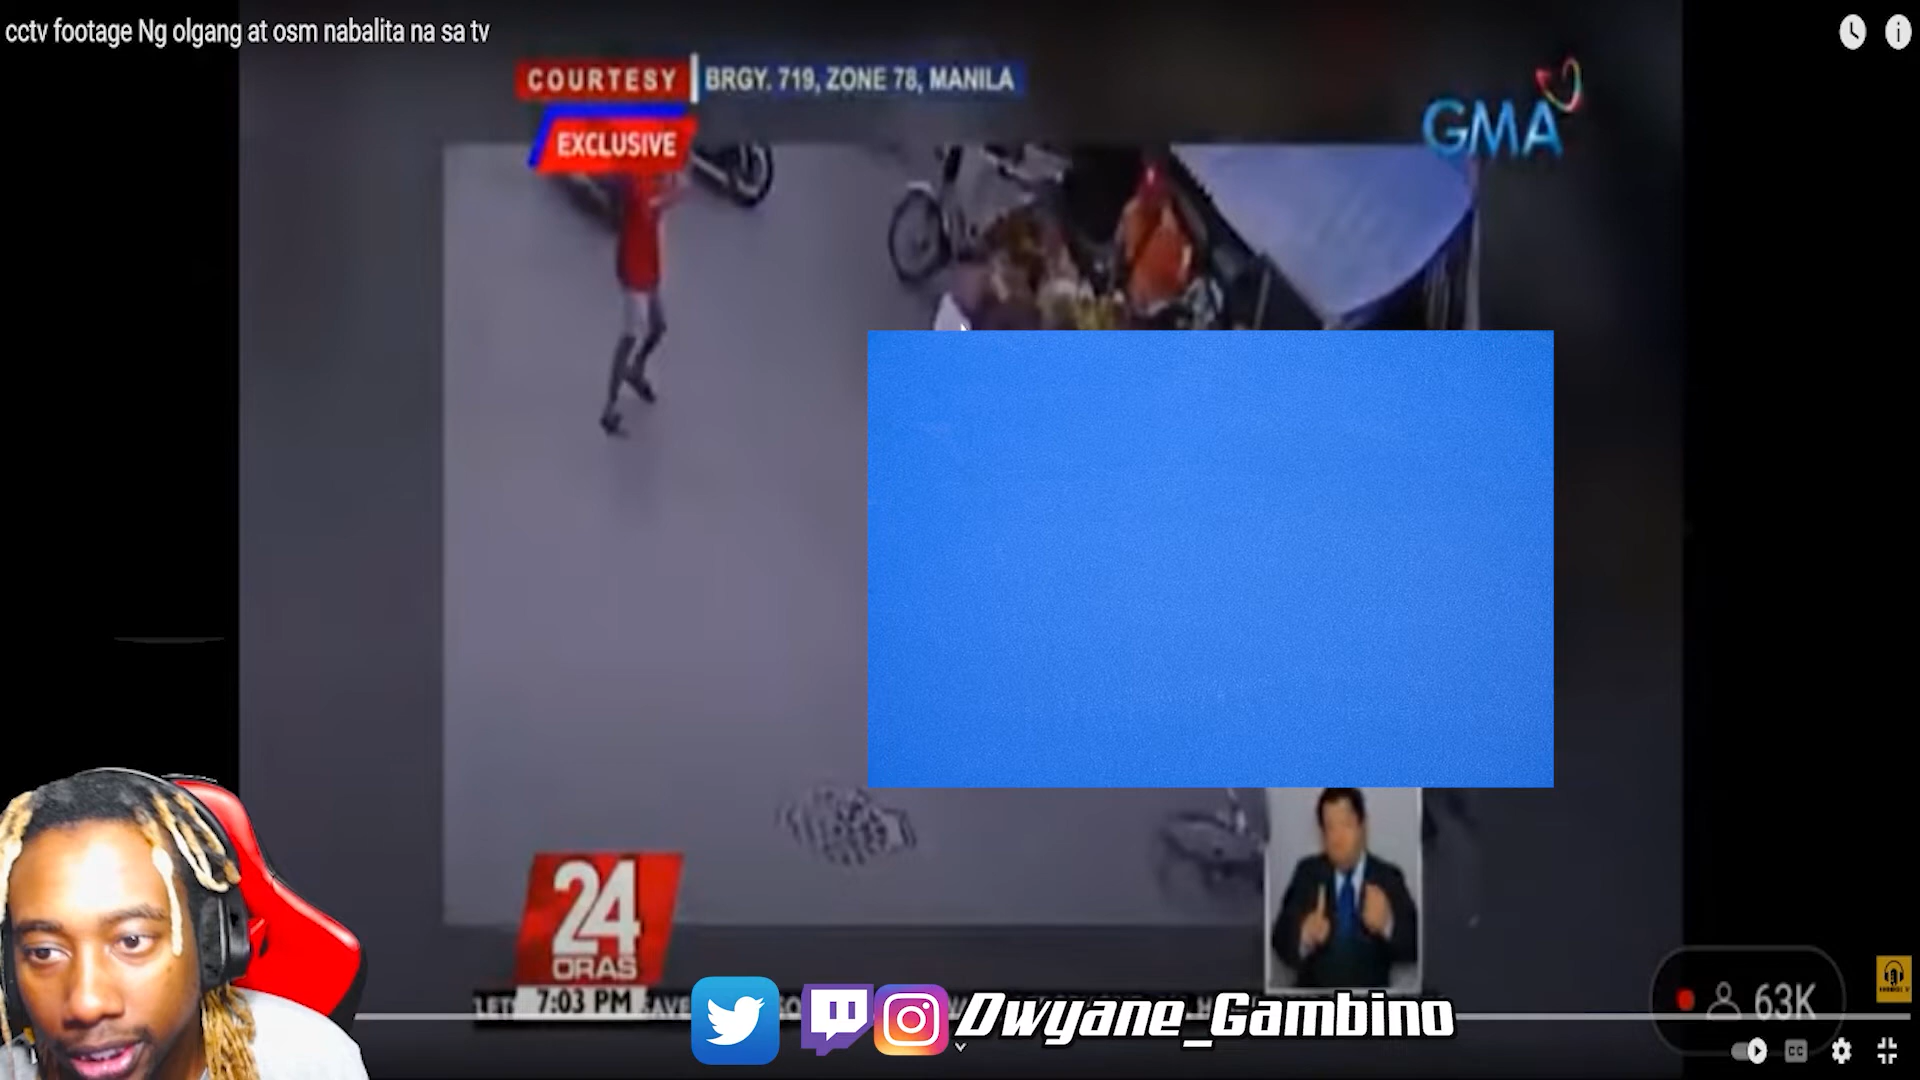 cctv footage Ng olgang at osm nabalita na sa tv
COURTESY BRGY. 719, ZONE 78, MANILA
EXCLUSIVE
GMA
24
ORAS
7:03 PM
Dwyane_Gambino
63K
CC